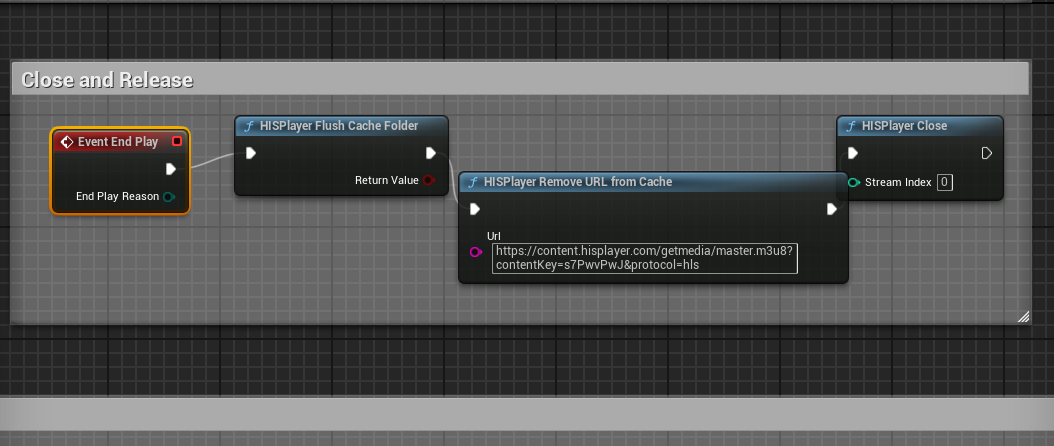 Close and Release
Event End Play
End Play Reason
HISPlayer Flush Cache Folder
Return Value
HISPlayer Remove URL from Cache
Url
https://content.hisplayer.com/getmedia/master.m3u8?
contentKey=s7PwvPwJ&protocol=hls
HISPlayer Close
Stream Index 0